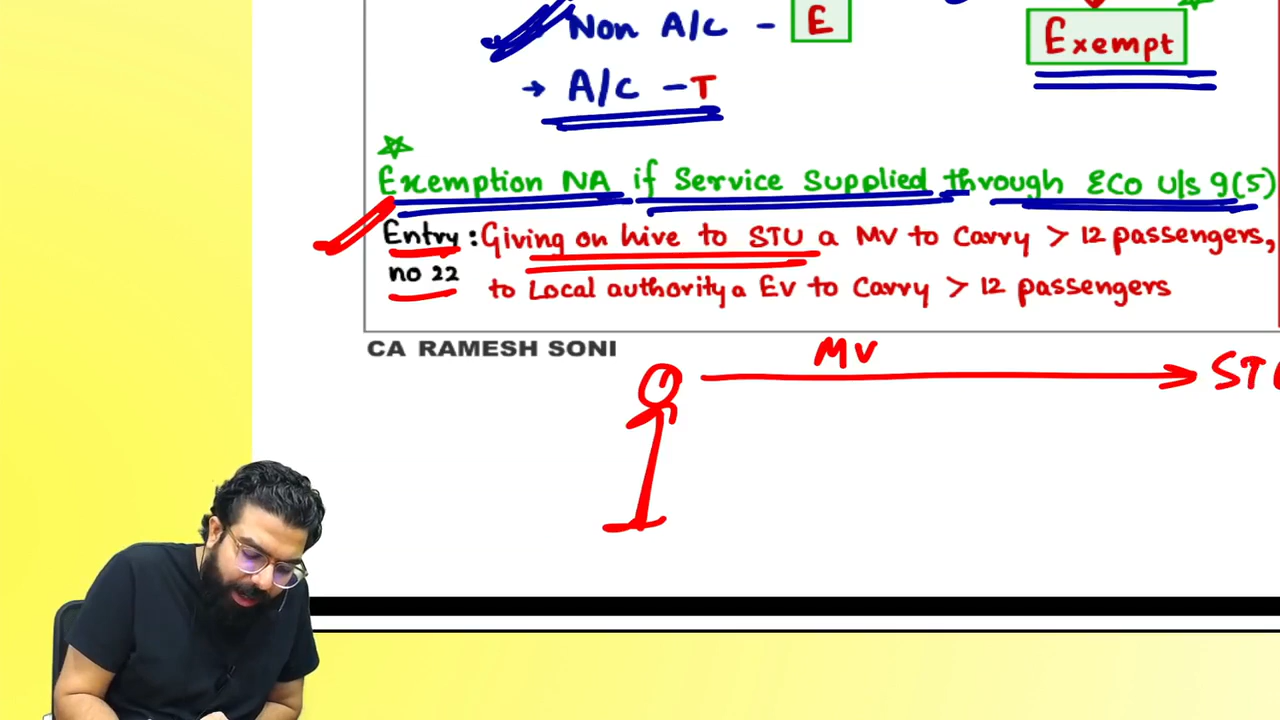 Non A/C - E
Exempt
→ A/C - T
Exemption NA if Service Supplied through ECO U/s 9(5)
Entry : Giving on hire to STU a MV to Carry > 12 passengers,
no 22 to Local authority a EV to Carry > 12 passengers
CA RAMESH SONI
MV
STU